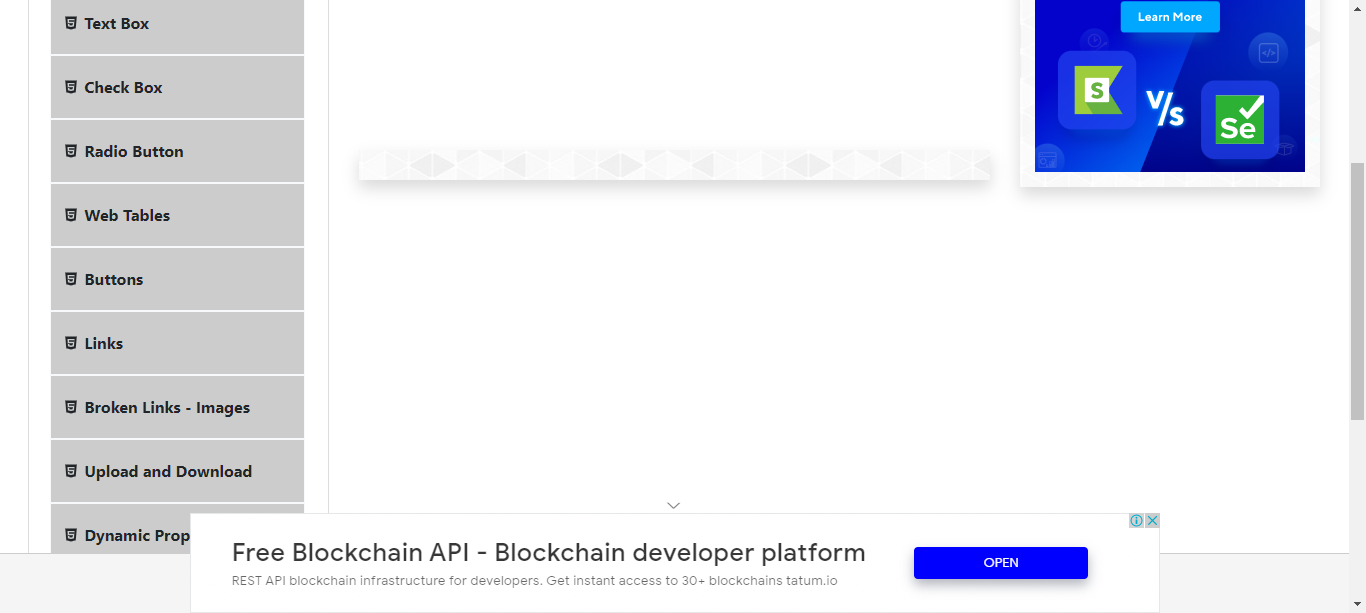 Text Box
Check Box
Radio Button
Web Tables
Buttons
Links
Broken Links - Images
Upload and Download
Dynamic Prop
Learn More
S
V/s
Se
Free Blockchain API - Blockchain developer platform
REST API blockchain infrastructure for developers. Get instant access to 30+ blockchains tatum.io
OPEN